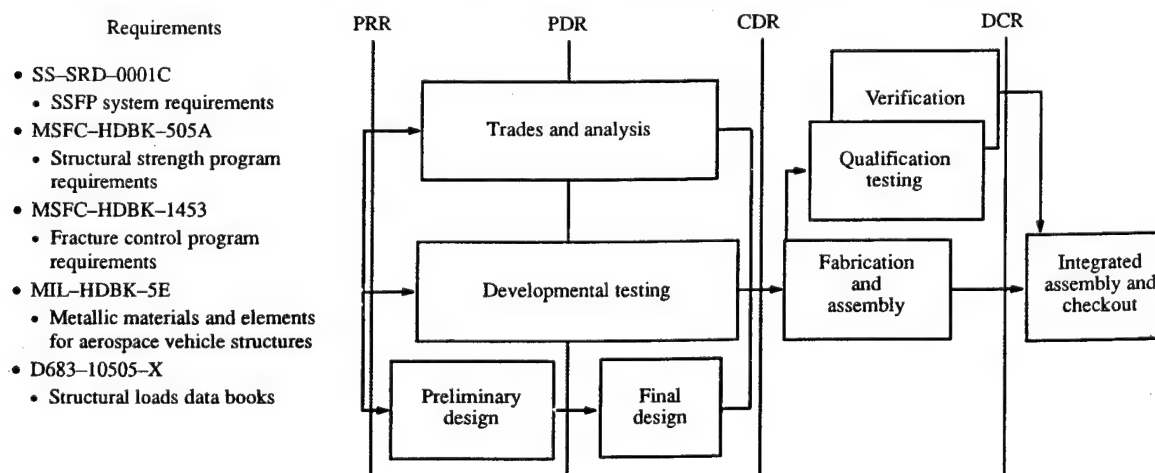 Requirements
PRR
PDR
CDR
DCR
• SS–SRD–0001C
• SSFP system requirements
• MSFC–HDBK–505A
• Structural strength program
requirements
• MSFC–HDBK–1453
• Fracture control program
requirements
• MIL–HDBK–5E
• Metallic materials and elements
for aerospace vehicle structures
• D683–10505–X
• Structural loads data books
Trades and analysis
Developmental testing
Preliminary
design
Final
design
Verification
Qualification
testing
Fabrication
and
assembly
Integrated
assembly and
checkout